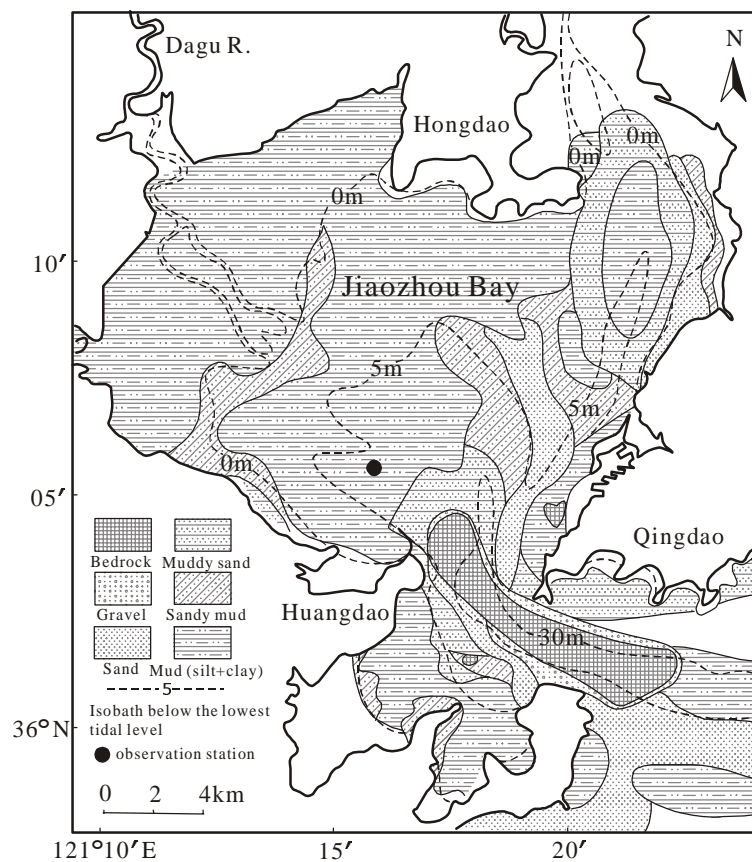 Dagu R.
N
Hongdao
0m
0m
0m
10′
Jiaozhou Bay
5m
5m
0m
05′
Qingdao
Bedrock
Muddy sand
Gravel
Sandy mud
Huangdao
30m
Sand
Mud (silt+clay)
5
Isobath below the lowest
tidal level
36°N
observation station
0 2 4km
121°10′E
15′
20′